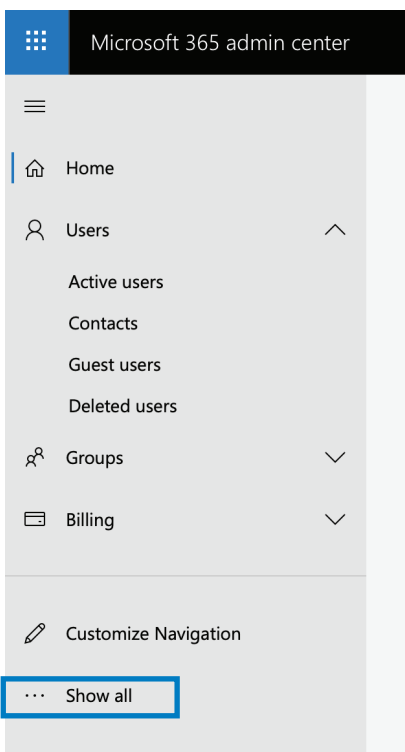 Microsoft 365 admin center
Home
Users
Active users
Contacts
Guest users
Deleted users
Groups
Billing
Customize Navigation
Show all